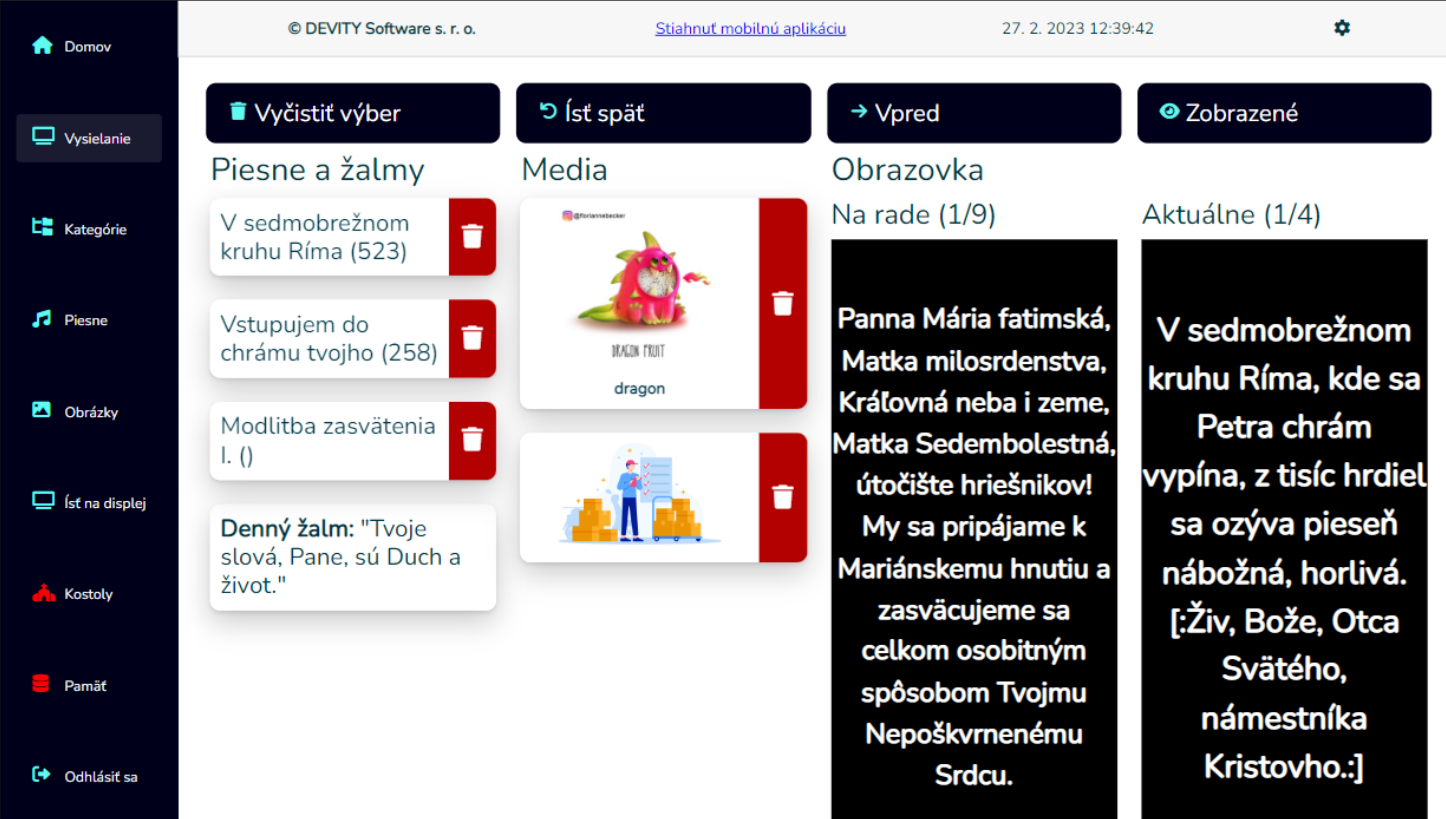 Domov
Vysielanie
Kategórie
Piesne
Obrázky
Ísť na displej
Kostoly
Pamäť
Odhlásiť sa
© DEVITY Software s. r. o.
Stiahnuť mobilnú aplikáciu
27. 2. 2023 12:39:42
Vyčistiť výber
Ísť späť
Vpred
Zobrazené
Piesne a žalmy
V sedmobrežnom
kruhu Ríma (523)
Vstupujem do
chrámu tvojho (258)
Modlitba zasvätenia
I. ()
Denný žalm: "Tvoje
slová, Pane, sú Duch a
život."
Media
@floriannebecker
DRAGON FRUIT
dragon
Obrazovka
Na rade (1/9)
Panna Mária fatimská,
Matka milosrdenstva,
Kráľovná neba i zeme,
Matka Sedembolestná,
útočište hriešnikov!
My sa pripájame k
Mariánskemu hnutiu a
zasväcujeme sa
celkom osobitným
spôsobom Tvojmu
Nepoškvrnenému
Srdcu.
Aktuálne (1/4)
V sedmobrežnom
kruhu Ríma, kde sa
Petra chrám
vypína, z tisíc hrdiel
sa ozýva pieseň
nábožná, horlivá.
[:Živ, Bože, Otca
Svätého,
námestníka
Kristovho.:]